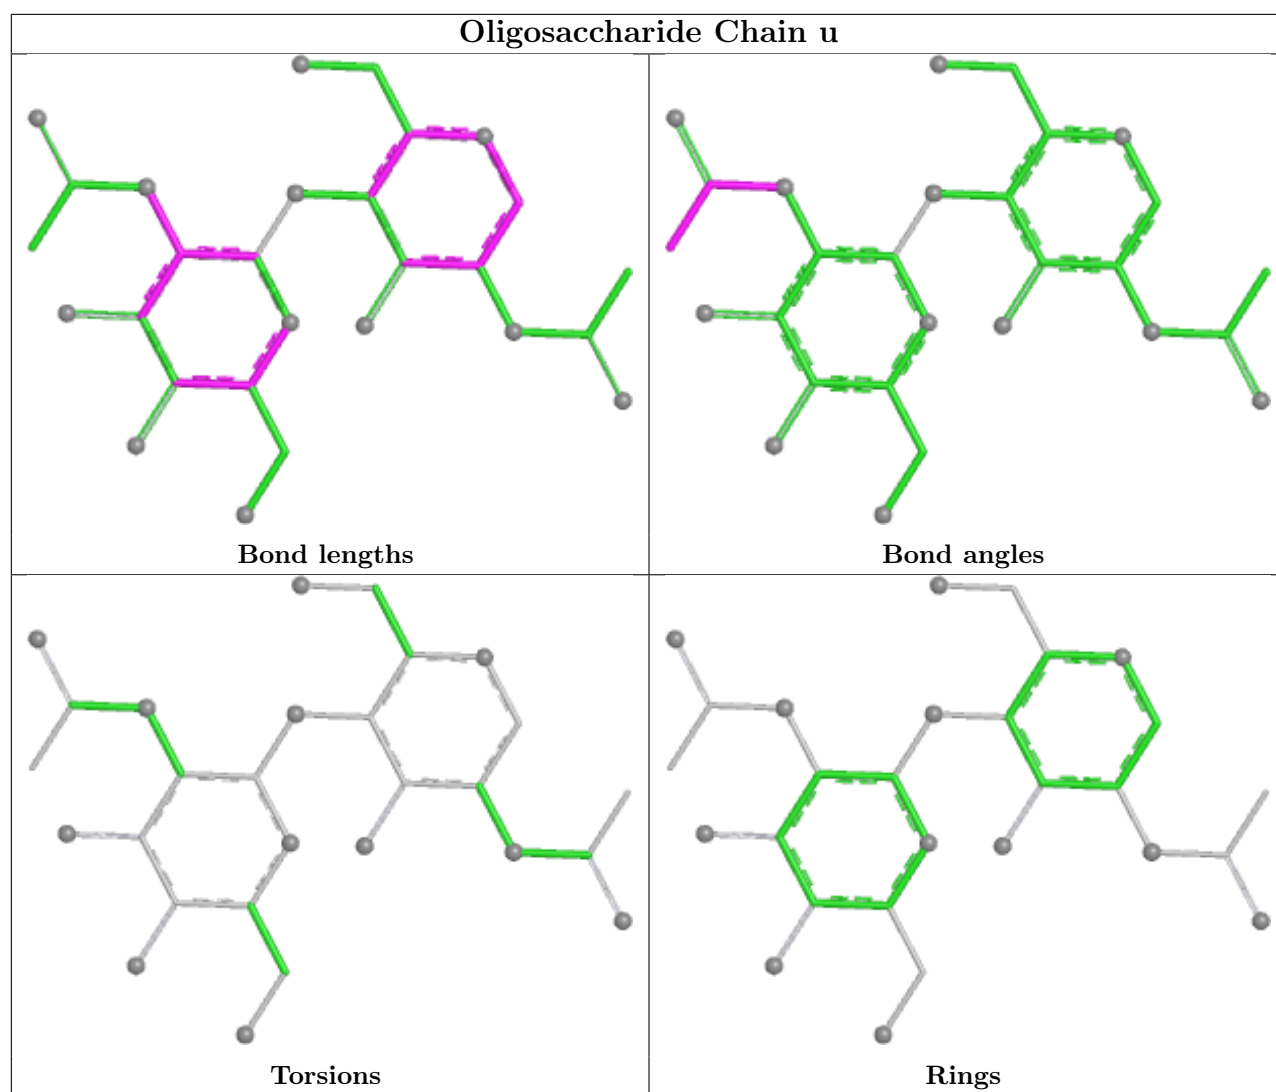 Oligosaccharide Chain u
Bond lengths
Bond angles
Torsions
Rings